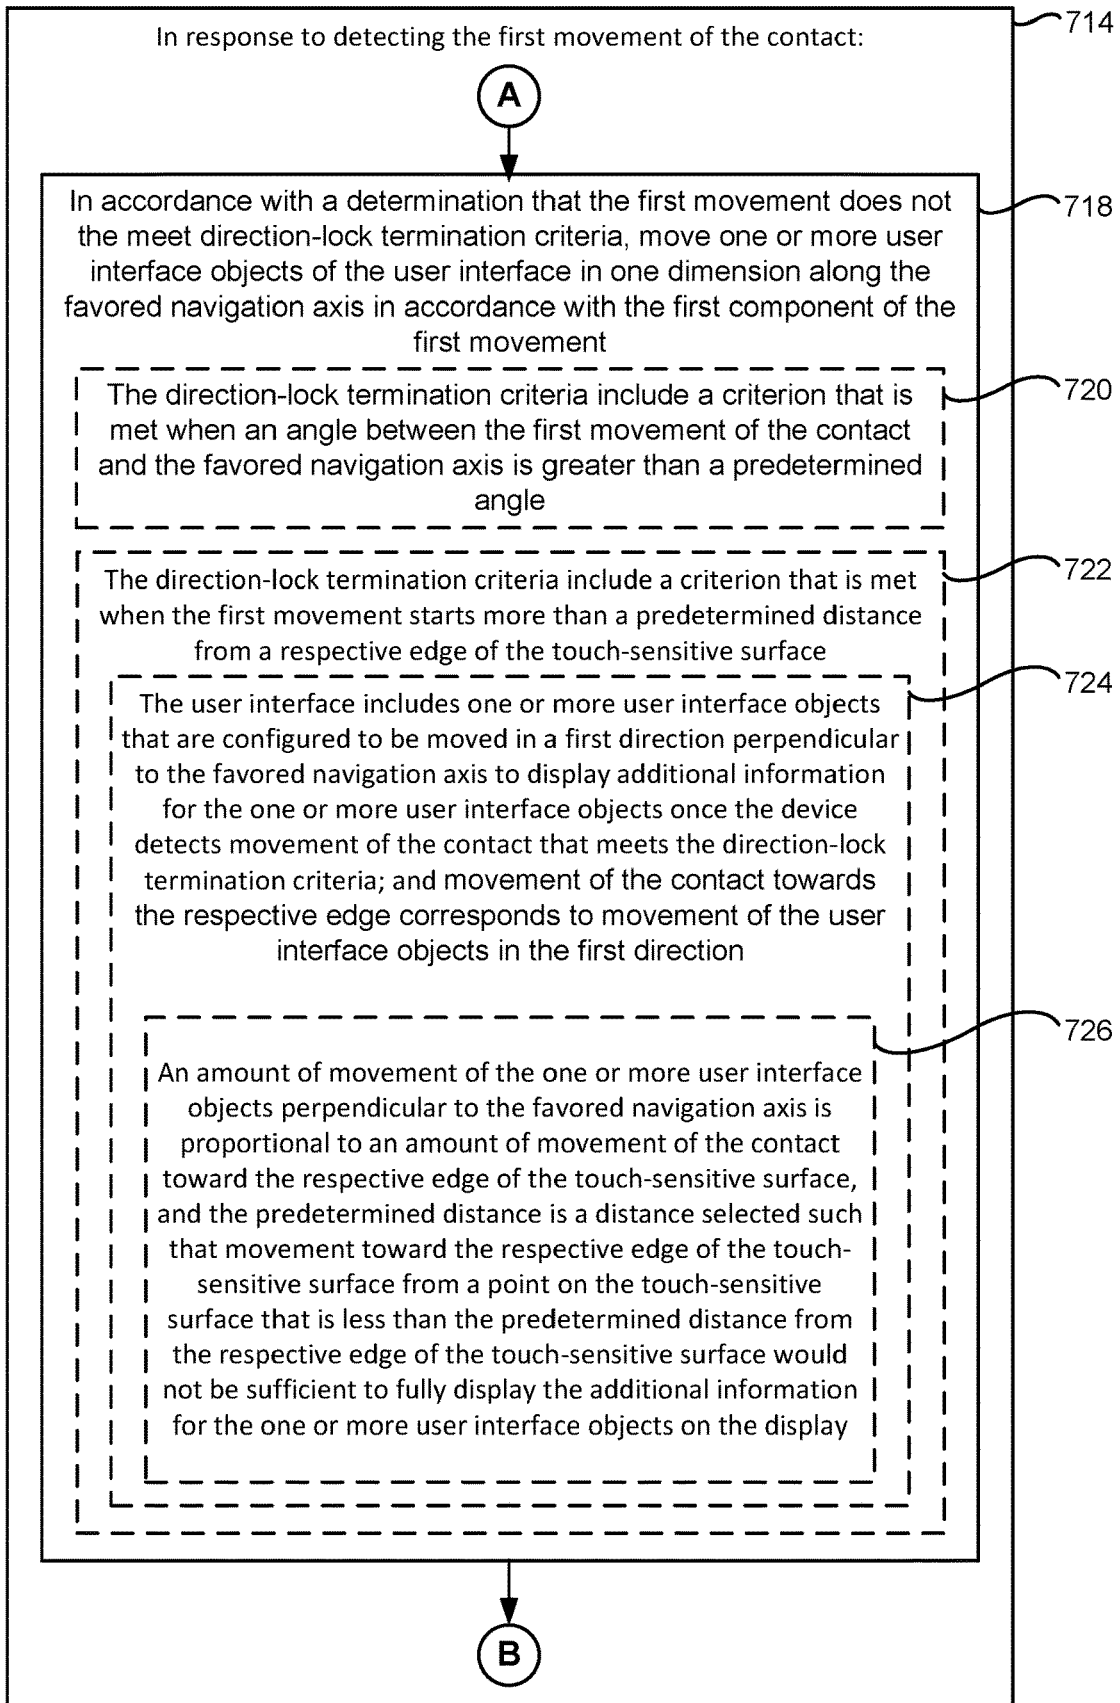 714
In response to detecting the first movement of the contact:
A
718
In accordance with a determination that the first movement does not
the meet direction-lock termination criteria, move one or more user
interface objects of the user interface in one dimension along the
favored navigation axis in accordance with the first component of the
first movement
720
The direction-lock termination criteria include a criterion that is
met when an angle between the first movement of the contact
and the favored navigation axis is greater than a predetermined
angle
722
The direction-lock termination criteria include a criterion that is met
when the first movement starts more than a predetermined distance
from a respective edge of the touch-sensitive surface
724
The user interface includes one or more user interface objects
that are configured to be moved in a first direction perpendicular
to the favored navigation axis to display additional information
for the one or more user interface objects once the device
detects movement of the contact that meets the direction-lock
termination criteria; and movement of the contact towards
the respective edge corresponds to movement of the user
interface objects in the first direction
726
An amount of movement of the one or more user interface
objects perpendicular to the favored navigation axis is
proportional to an amount of movement of the contact
toward the respective edge of the touch-sensitive surface,
and the predetermined distance is a distance selected such
that movement toward the respective edge of the touch-
sensitive surface from a point on the touch-sensitive
surface that is less than the predetermined distance from
the respective edge of the touch-sensitive surface would
not be sufficient to fully display the additional information
for the one or more user interface objects on the display
B